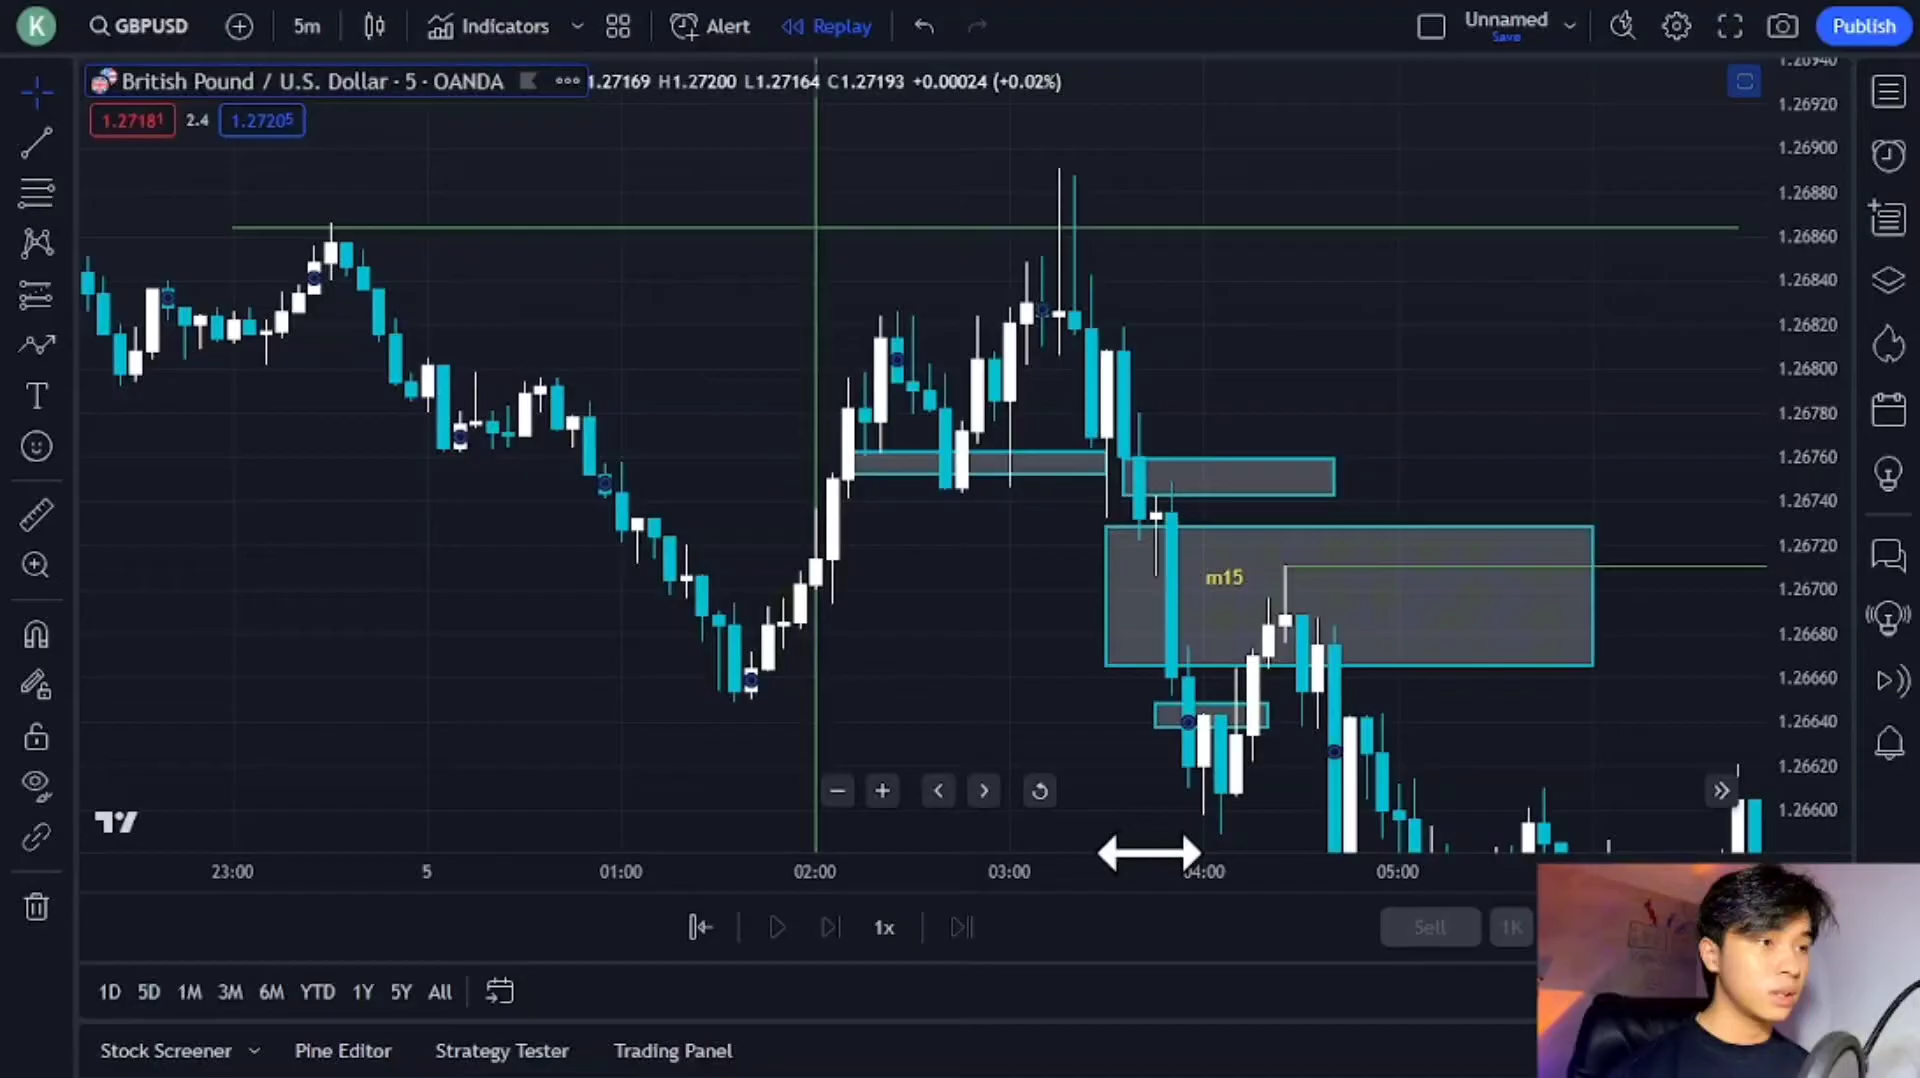 K
GBPUSD
5m
Indicators
Alert
Replay
Unnamed
Save
Publish
British Pound / U.S. Dollar · 5 · OANDA
1.27169 H1.27200 L1.27164 C1.27193 +0.00024 (+0.02%)
1.27181
2.4
1.27205
1.26940
1.26920
1.26900
1.26880
1.26860
1.26840
1.26820
1.26800
1.26780
1.26760
1.26740
1.26720
1.26700
1.26680
1.26660
1.26640
1.26620
1.26600
m15
23:00
5
01:00
02:00
03:00
04:00
05:00
1x
Sell
1K
1D 5D 1M 3M 6M YTD 1Y 5Y All
Stock Screener
Pine Editor
Strategy Tester
Trading Panel